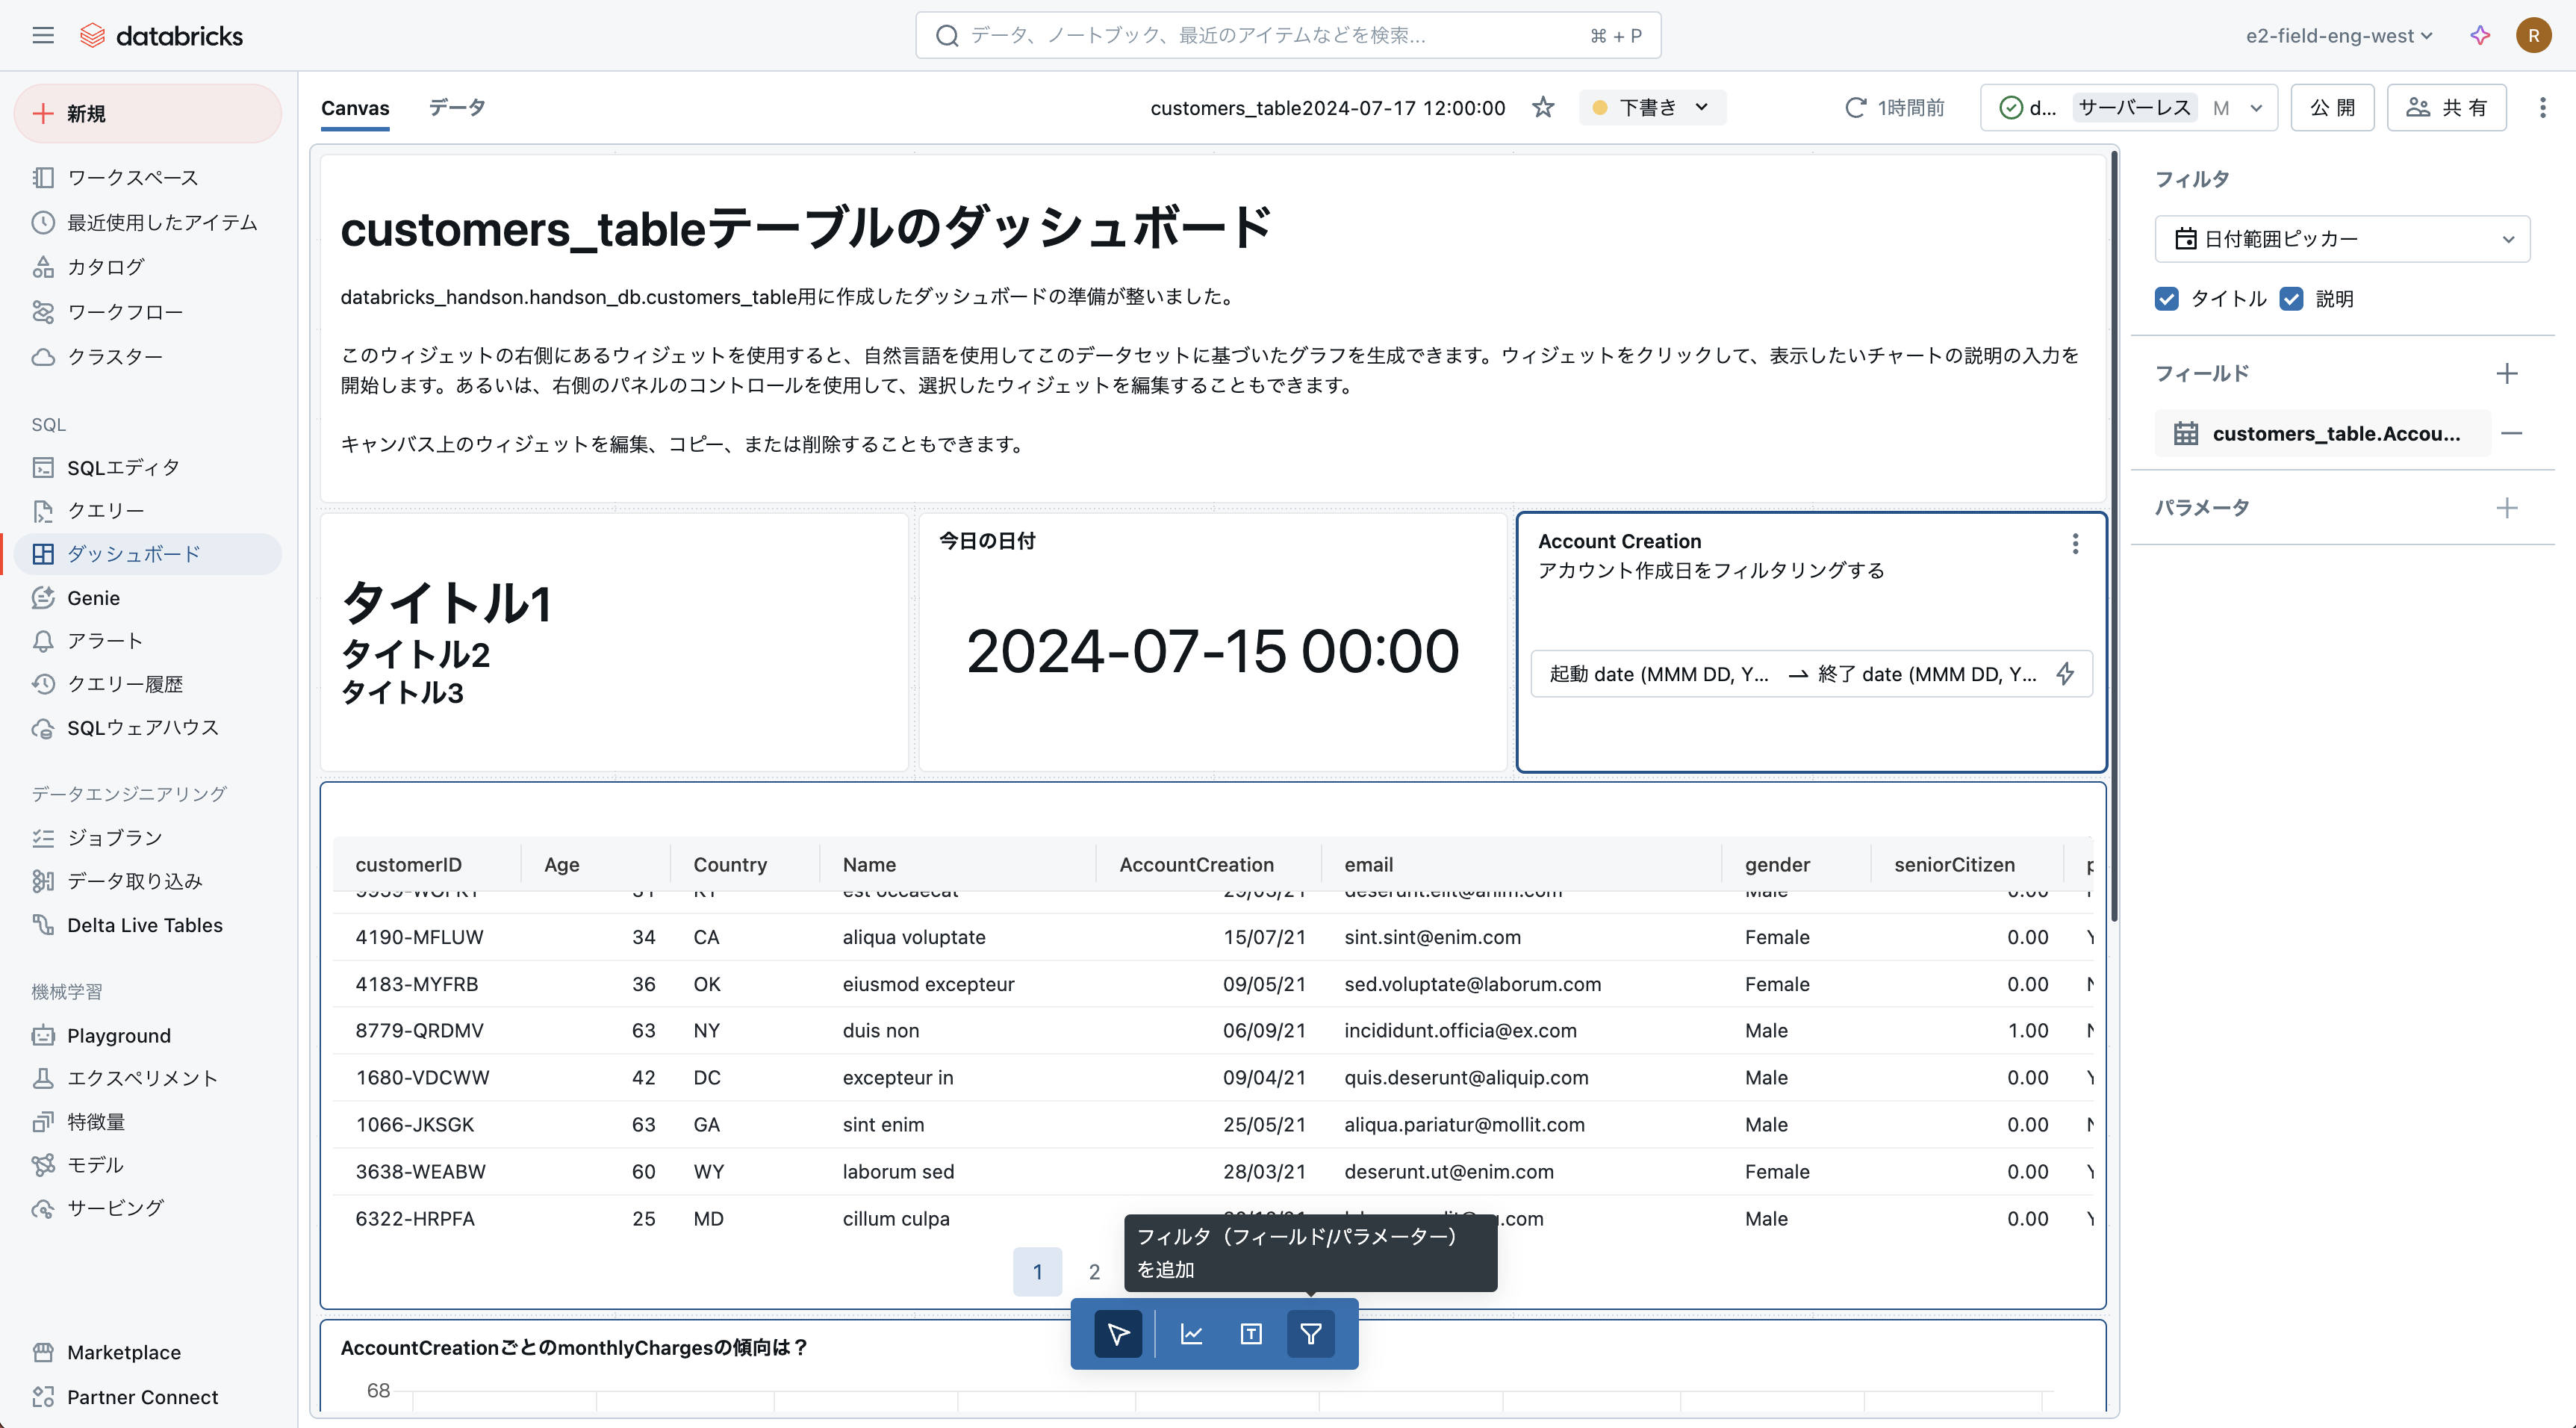 databricks
データ、ノートブック、最近のアイテムなどを検索...
⌘ + P
e2-field-eng-west
R
新規
ワークスペース
最近使用したアイテム
カタログ
ワークフロー
クラスター
SQL
SQLエディタ
クエリー
ダッシュボード
Genie
アラート
クエリー履歴
SQLウェアハウス
データエンジニアリング
ジョブラン
データ取り込み
Delta Live Tables
機械学習
Playground
エクスペリメント
特徴量
モデル
サービング
Marketplace
Partner Connect
Canvas
データ
customers_table2024-07-17 12:00:00
下書き
1時間前
d... サーバーレス M
公 開
共 有
customers_tableテーブルのダッシュボード
databricks_handson.handson_db.customers_table用に作成したダッシュボードの準備が整いました。
このウィジェットの右側にあるウィジェットを使用すると、自然言語を使用してこのデータセットに基づいたグラフを生成できます。ウィジェットをクリックして、表示したいチャートの説明の入力を
開始します。あるいは、右側のパネルのコントロールを使用して、選択したウィジェットを編集することもできます。
キャンバス上のウィジェットを編集、コピー、または削除することもできます。
タイトル1
タイトル2
タイトル3
今日の日付
2024-07-15 00:00
Account Creation
アカウント作成日をフィルタリングする
起動 date (MMM DD, Y... 終了 date (MMM DD, Y...
customerID Age Country Name AccountCreation email gender seniorCitizen
4190-MFLUW 34 CA aliqua voluptate 15/07/21 sint.sint@enim.com Female 0.00 Y
4183-MYFRB 36 OK eiusmod excepteur 09/05/21 sed.voluptate@laborum.com Female 0.00 N
8779-QRDMV 63 NY duis non 06/09/21 incididunt.officia@ex.com Male 1.00 N
1680-VDCWW 42 DC excepteur in 09/04/21 quis.deserunt@aliquip.com Male 0.00 Y
1066-JKSGK 63 GA sint enim 25/05/21 aliqua.pariatur@mollit.com Male 0.00 N
3638-WEABW 60 WY laborum sed 28/03/21 deserunt.ut@enim.com Female 0.00 Y
6322-HRPFA 25 MD cillum culpa Male 0.00 Y
1 2
フィルタ（フィールド/パラメーター）
を追加
AccountCreationごとのmonthlyChargesの傾向は？
68
フィルタ
日付範囲ピッカー
タイトル 説明
フィールド
customers_table.Accou...
パラメータ